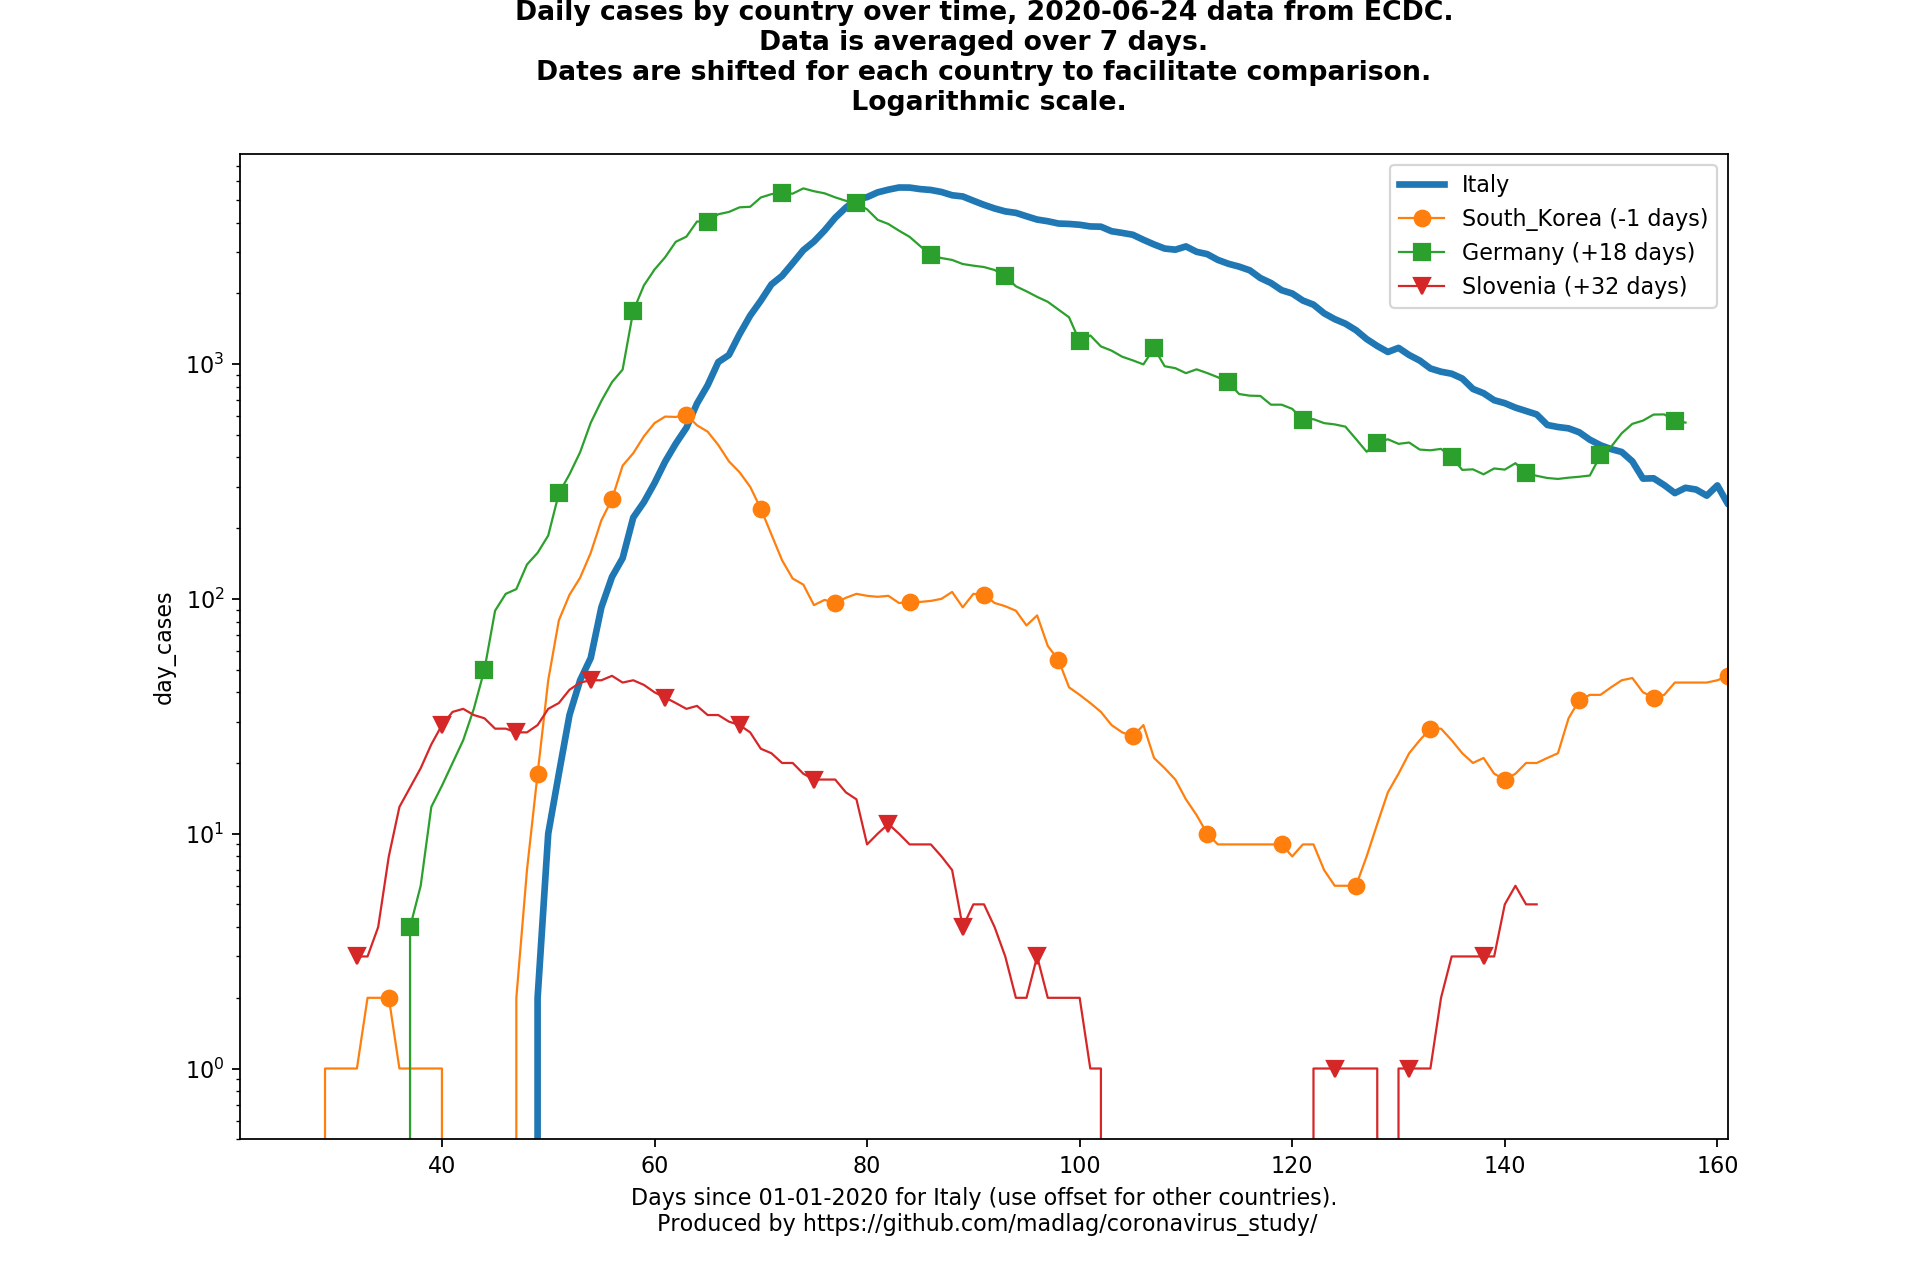 Daily cases by country over time, 2020-06-24 data from ECDC.
Data is averaged over 7 days.
Dates are shifted for each country to facilitate comparison.
Logarithmic scale.
Italy
South_Korea (-1 days)
Germany (+18 days)
Slovenia (+32 days)
10³
10²
10¹
10⁰
day_cases
40 60 80 100 120 140 160
Days since 01-01-2020 for Italy (use offset for other countries).
Produced by https://github.com/madlag/coronavirus_study/